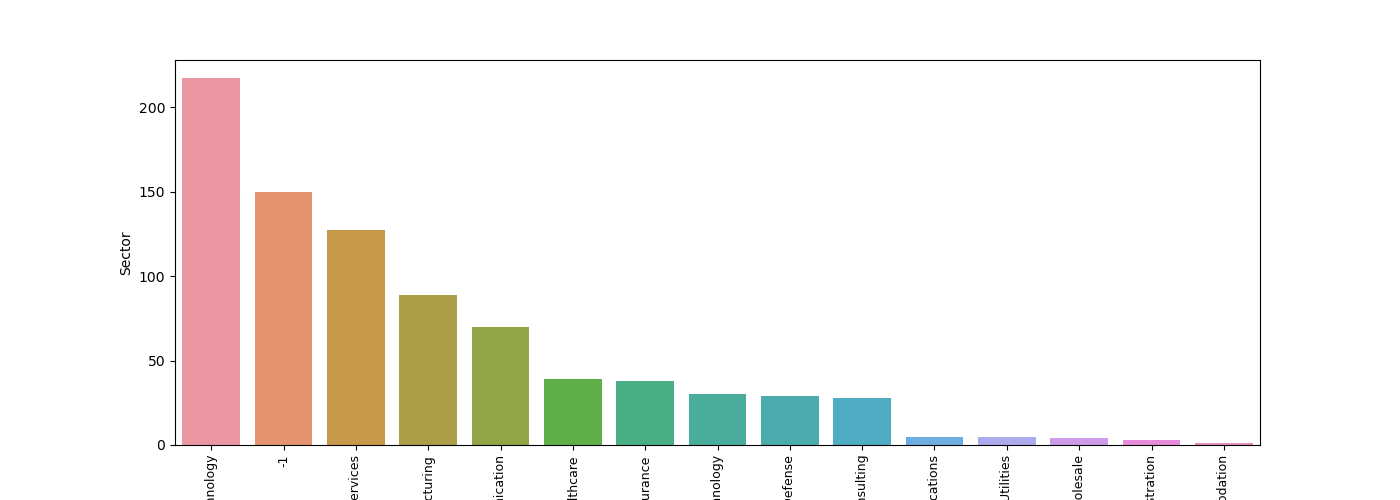 200
150
100
50
0
Sector
nology
-1
ervices
cturing
ication
lthcare
urance
nology
efense
sulting
cations
Utilities
olesale
stration
odation